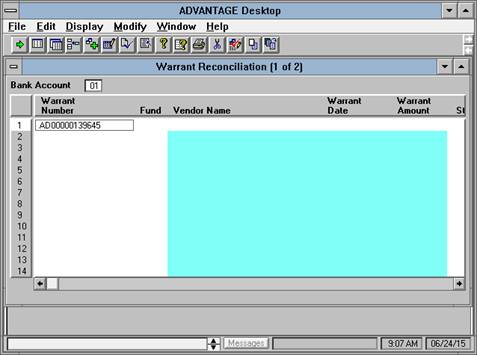 ADVANTAGE Desktop
File Edit Display Modify Window Help
Warrant Reconciliation [1 of 2]
Bank Account 01
Warrant Number Fund Vendor Name Warrant Date Warrant Amount St
1 AD00000139645
2
3
4
5
6
7
8
9
10
11
12
13
14
Messages 9:07 AM 06/24/15